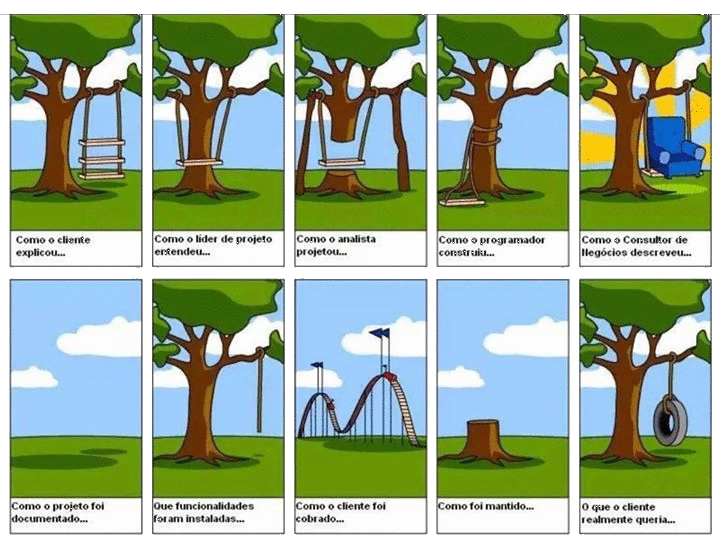 Como o cliente
explicou...
Como o líder de projeto
entendeu...
Como o analista
projetou...
Como o programador
construiu...
Como o Consultor de
Negócios descreveu...
Como o projeto foi
documentado...
Que funcionalidades
foram instaladas...
Como o cliente foi
cobrado...
Como foi mantido...
O que o cliente
realmente queria...